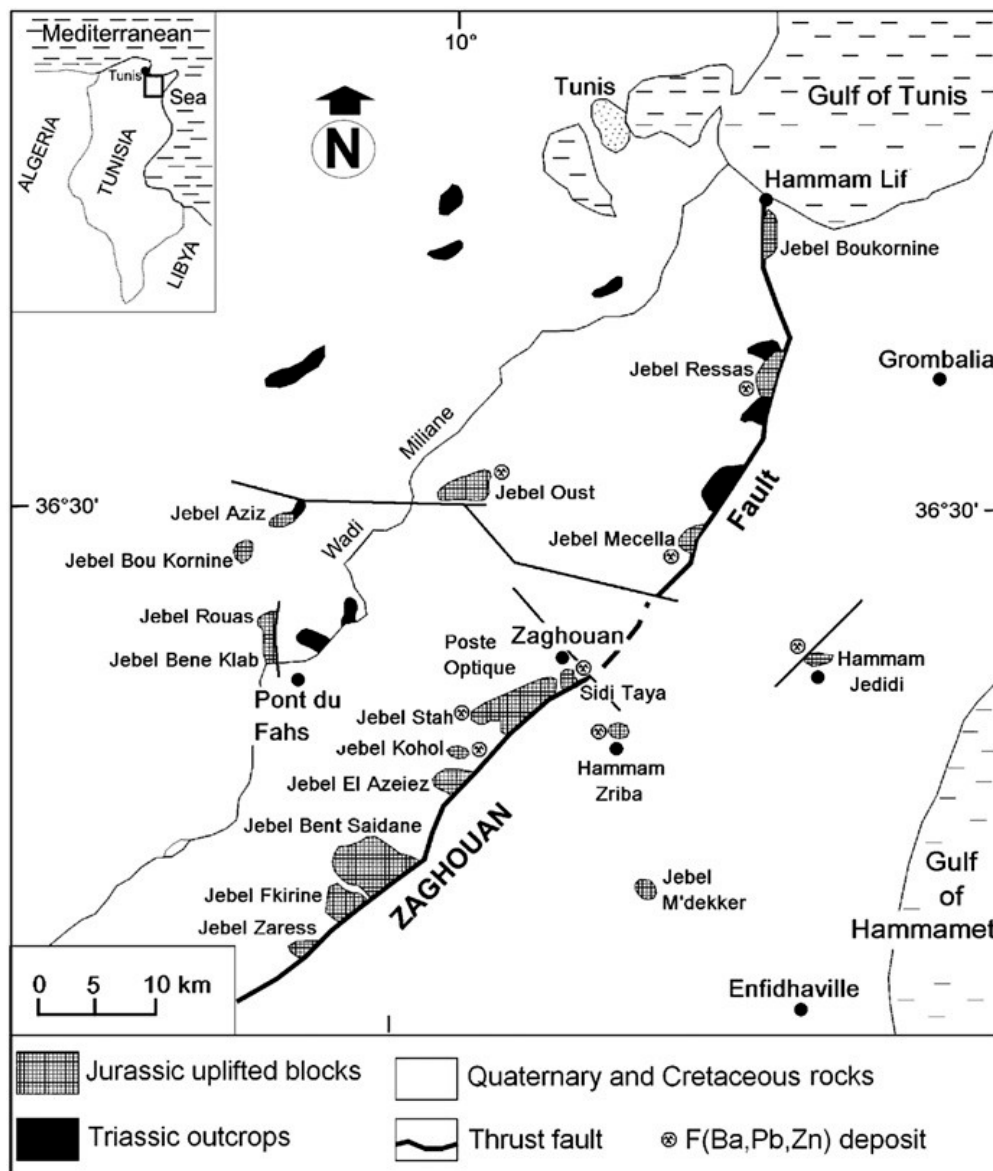 Mediterranean
Tunis
Sea
ALGERIA
TUNISIA
LIBYA
10°
N
Tunis
Gulf of Tunis
Hammam Lif
Jebel Boukornine
Jebel Ressas
Grombalia
Miliane
Wadi
36°30'
Jebel Oust
36°30'
Jebel Aziz
Jebel Bou Kornine
Jebel Mecella
Fault
Jebel Rouas
Jebel Bene Klab
Pont du
Fahs
Poste
Optique
Zaghouan
Sidi Taya
Hammam
Jedidi
Jebel Stah
Jebel Kohol
Jebel El Azeiez
Hammam
Zriba
Jebel Bent Saidane
ZAGHOUAN
Jebel Fkirine
Jebel Zaress
Jebel
M'dekker
Gulf
of
Hammamet
Enfidhaville
0 5 10 km
Jurassic uplifted blocks
Quaternary and Cretaceous rocks
Triassic outcrops
Thrust fault
F(Ba,Pb,Zn) deposit